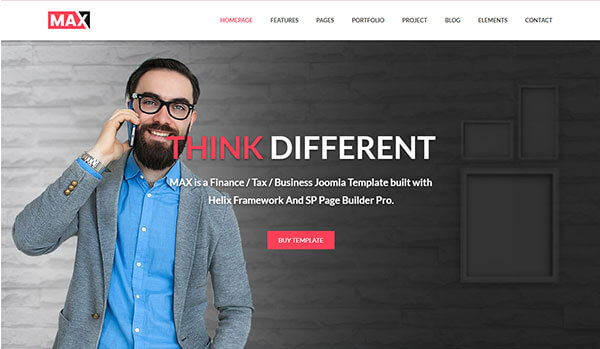 MAX
HOMEPAGE FEATURES PAGES PORTFOLIO PROJECT BLOG ELEMENTS CONTACT
THINK DIFFERENT
MAX is a Finance / Tax / Business Joomla Template built with
Helix Framework And SP Page Builder Pro.
BUY TEMPLATE